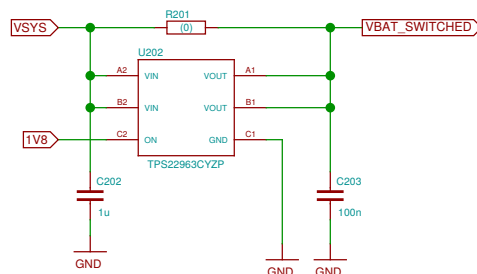 R201
VSYS
(0)
VBAT_SWITCHED
U202
A2 VIN VOUT A1
B2 VIN VOUT B1
1V8
C2 ON GND C1
TPS22963CYZP
C202
1u
C203
100n
GND
GND
GND